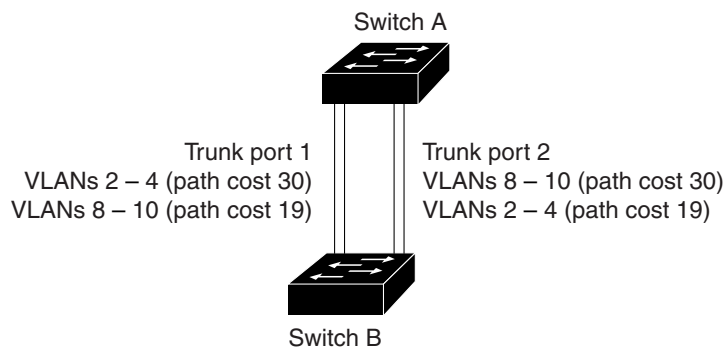 Switch A
Trunk port 1
VLANs 2 – 4 (path cost 30)
VLANs 8 – 10 (path cost 19)
Trunk port 2
VLANs 8 – 10 (path cost 30)
VLANs 2 – 4 (path cost 19)
Switch B